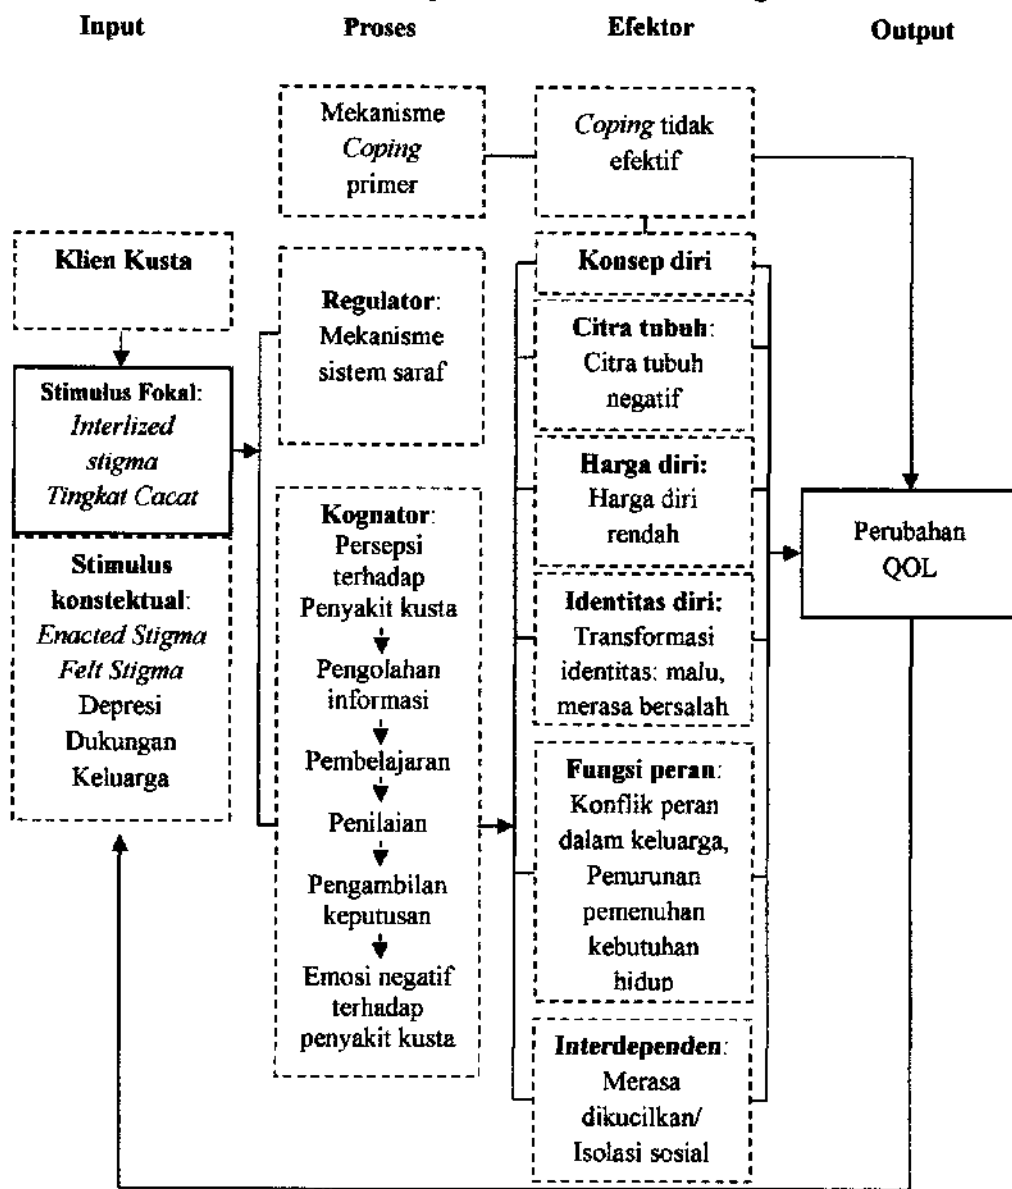 Input
Proses
Efektor
Output
Mekanisme
Coping
primer
Coping tidak
efektif
Klien Kusta
Stimulus Fokal:
Interlized
stigma
Tingkat Cacat
Stimulus
konstektual:
Enacted Stigma
Felt Stigma
Depresi
Dukungan
Keluarga
Regulator:
Mekanisme
sistem saraf
Kognator:
Persepsi
terhadap
Penyakit kusta
Pengolahan
informasi
Pembelajaran
Penilaian
Pengambilan
keputusan
Emosi negatif
terhadap
penyakit kusta
Konsep diri
Citra tubuh:
Citra tubuh
negatif
Harga diri:
Harga diri
rendah
Identitas diri:
Transformasi
identitas: malu,
merasa bersalah
Fungsi peran:
Konflik peran
dalam keluarga,
Penurunan
pemenuhan
kebutuhan
hidup
Interdependen:
Merasa
dikucilkan/
Isolasi sosial
Perubahan
QOL